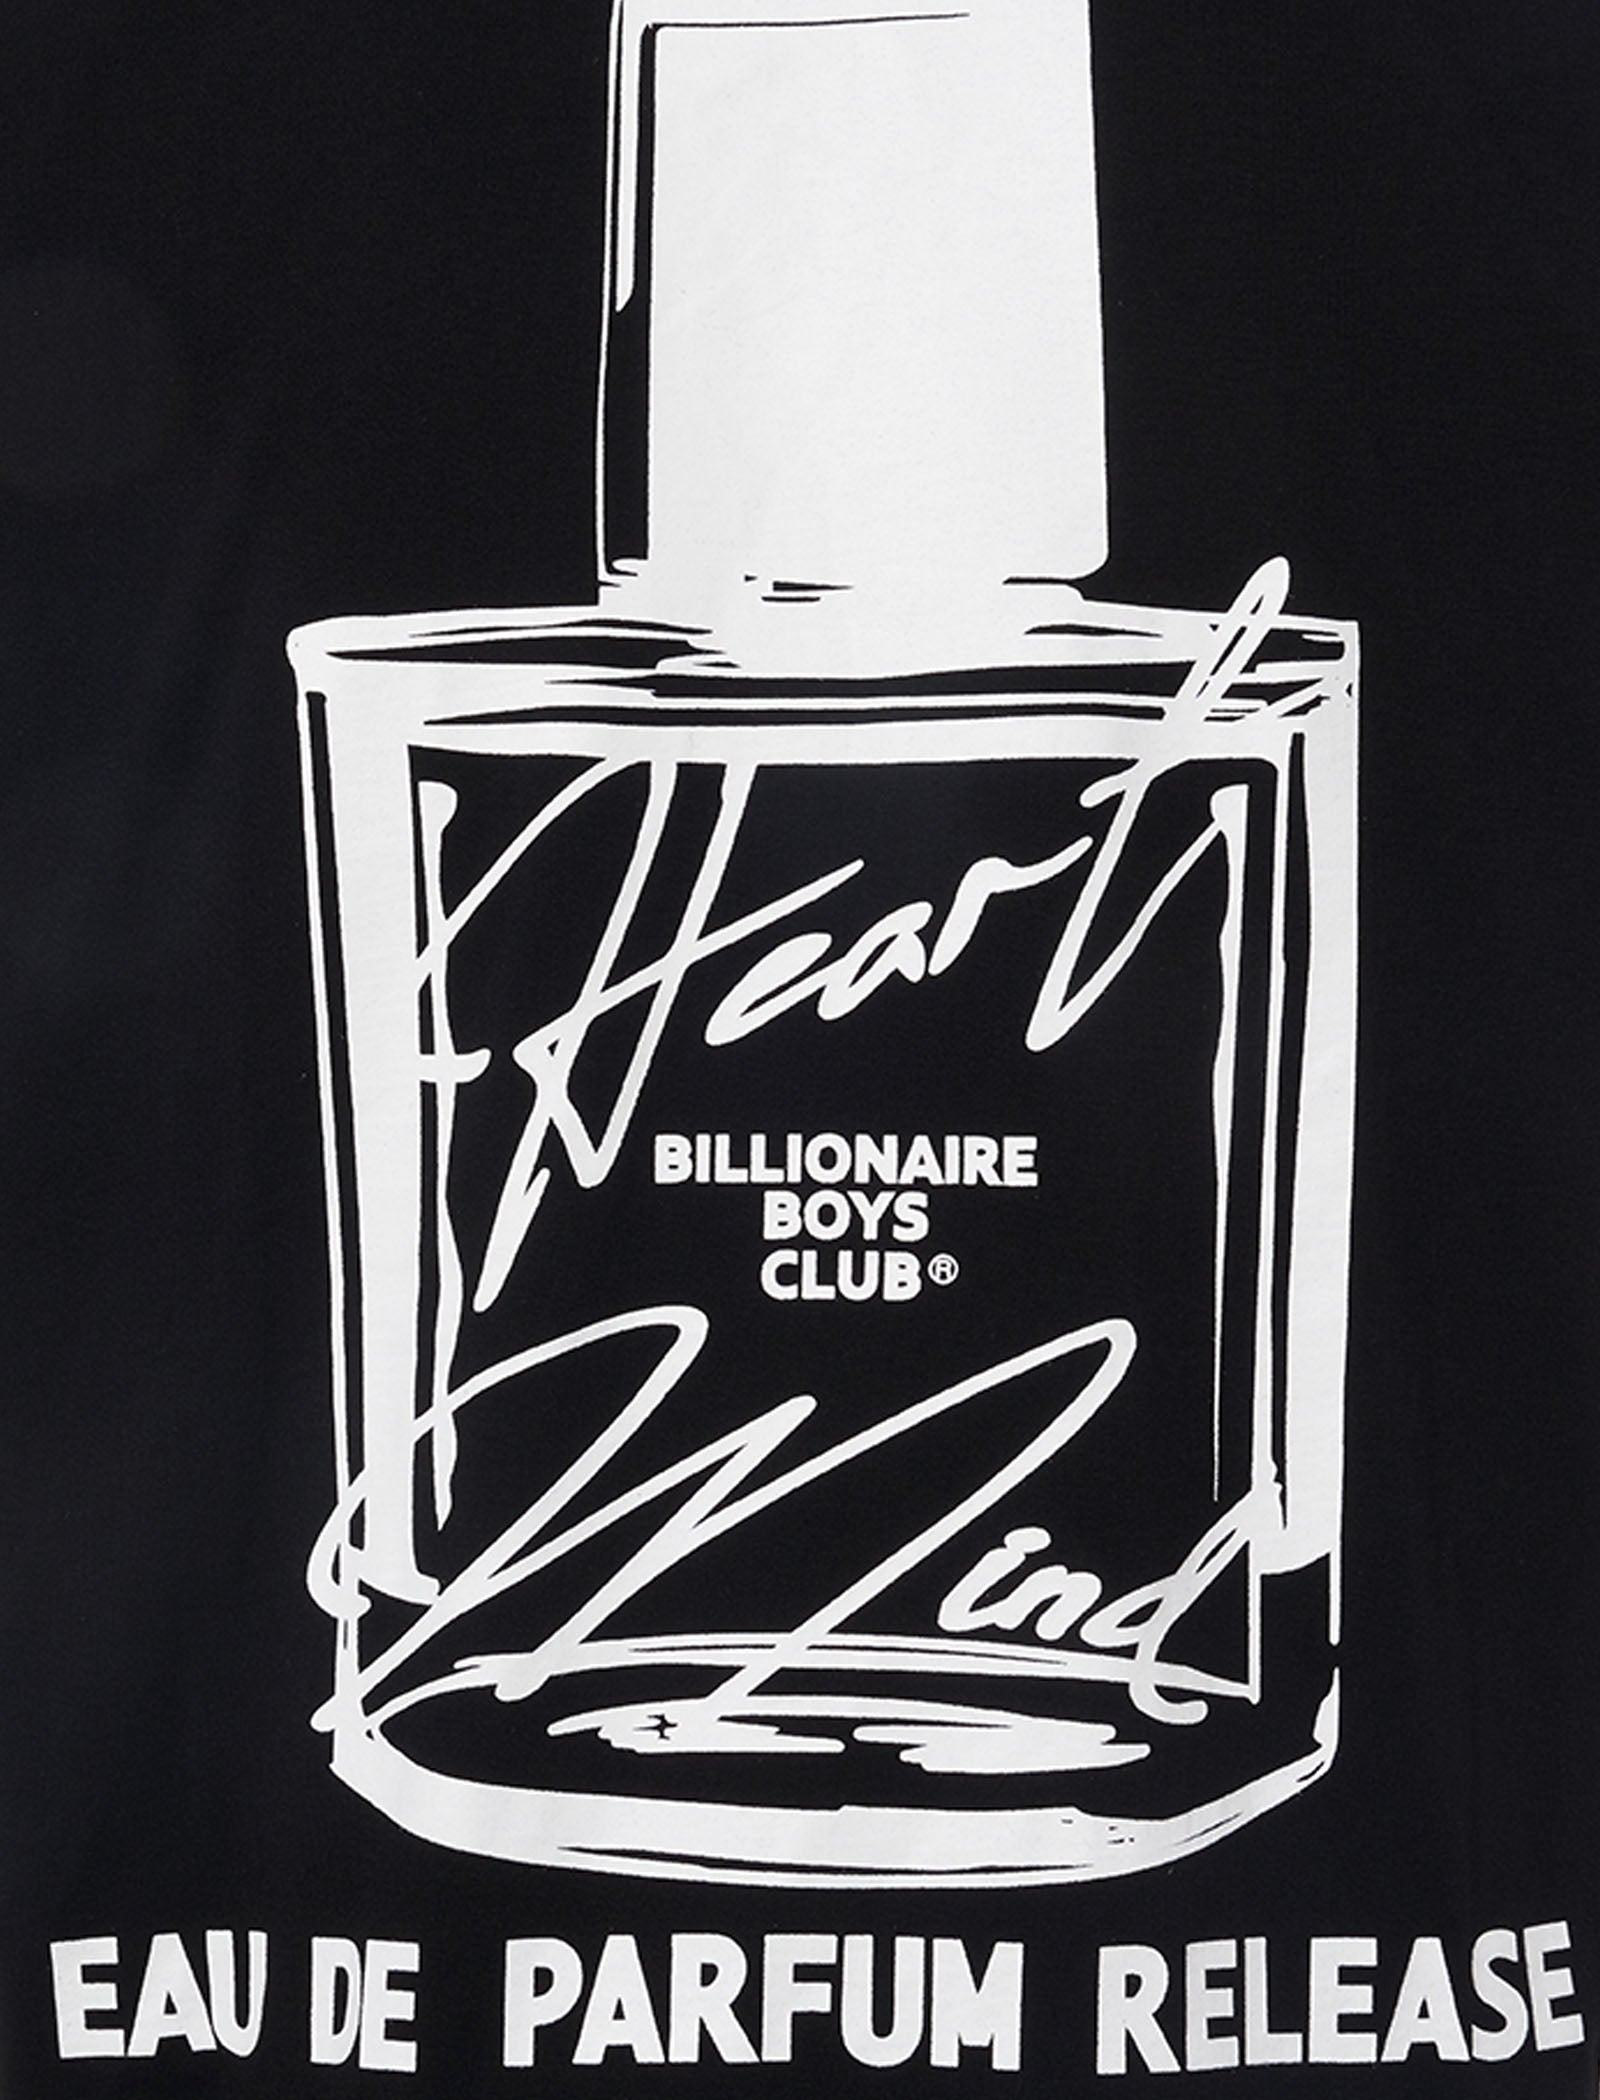 Heart
BILLIONAIRE
BOYS
CLUB®
Mind
EAU DE PARFUM RELEASE